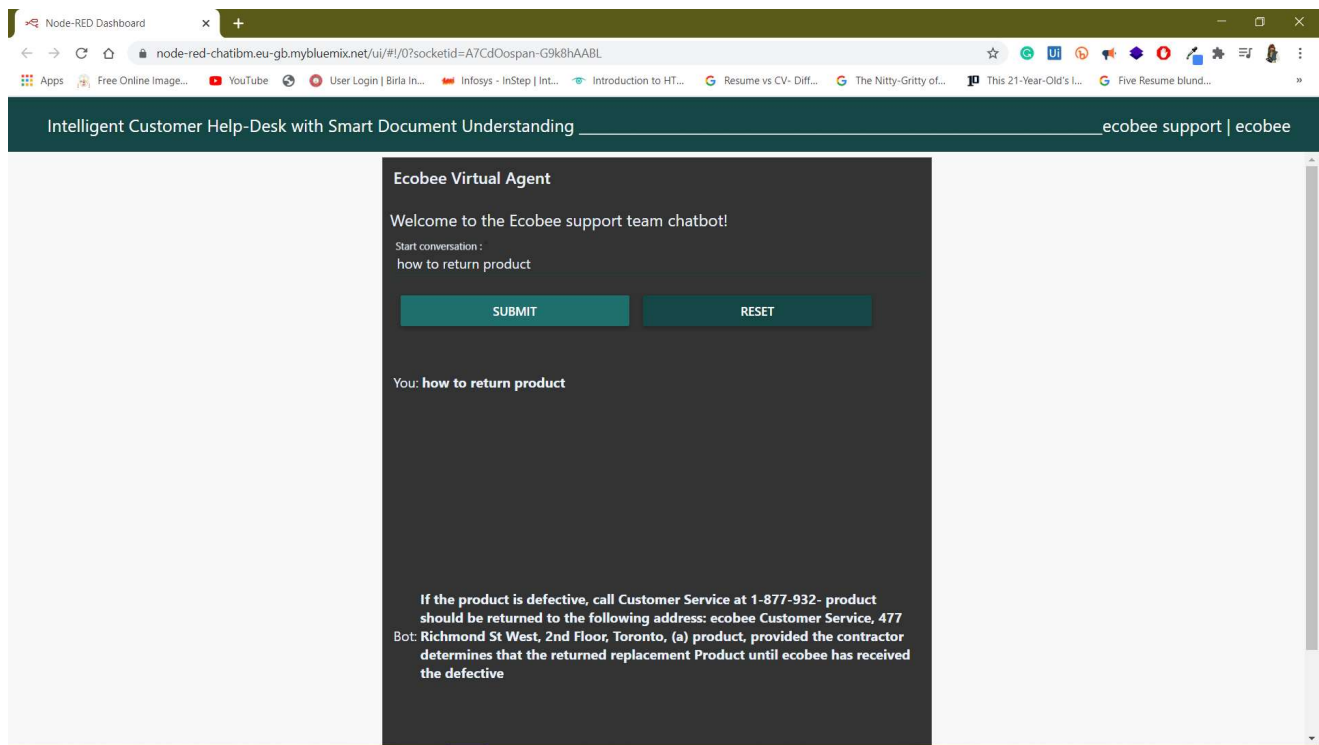 Node-RED Dashboard
node-red-chatibm.eu-gb.mybluemix.net/ui/#!/0?socketid=A7CdOospan-G9k8hAABL
Apps Free Online Image... YouTube User Login | Birla In... Infosys - InStep | Int... Introduction to HT... Resume vs CV- Diff... The Nitty-Gritty of... This 21-Year-Old's I... Five Resume blund... »
Intelligent Customer Help-Desk with Smart Document Understanding ____ecobee support | ecobee
Ecobee Virtual Agent
Welcome to the Ecobee support team chatbot!
Start conversation :
how to return product
SUBMIT RESET
You: how to return product
If the product is defective, call Customer Service at 1-877-932- product
should be returned to the following address: ecobee Customer Service, 477
Bot: Richmond St West, 2nd Floor, Toronto, (a) product, provided the contractor
determines that the returned replacement Product until ecobee has received
the defective